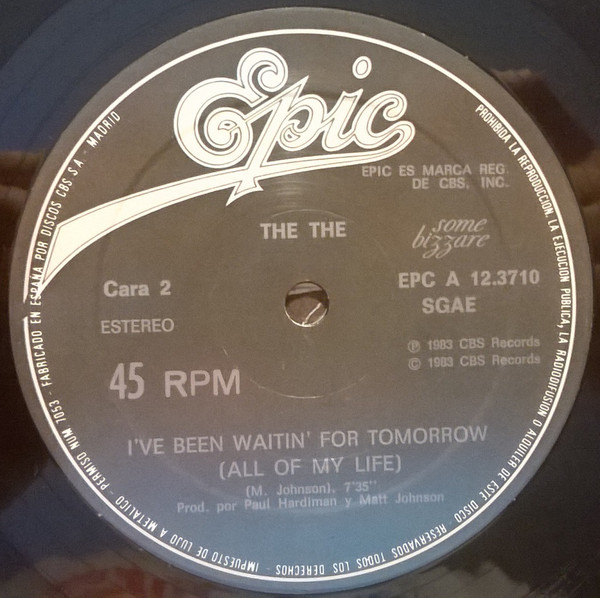 Epic
EPIC ES MARCA REG.
DE CBS, INC.
THE THE
some
bizzare
Cara 2
EPC A 12.3710
SGAE
ESTEREO
℗ 1983 CBS Records
© 1983 CBS Records
45 RPM
I'VE BEEN WAITIN' FOR TOMORROW
(ALL OF MY LIFE)
(M. Johnson), 7'35"
Prod. por Paul Hardiman y Matt Johnson
PROHIBIDA LA REPRODUCCION, LA EJECUCION PUBLICA, LA RADIODIFUSION O ALQUILER DE ESTE DISCO · RESERVADOS TODOS LOS DERECHOS · IMPUESTO DE LUJO A METALICO - PERMISO NUM 7053 - FABRICADO EN ESPAÑA POR DISCOS CBS S.A. MADRID